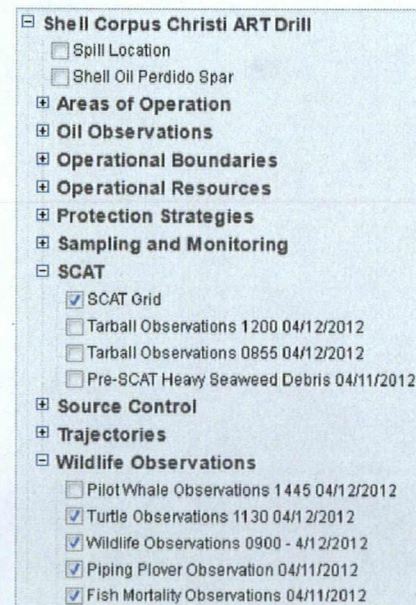 Shell Corpus Christi ART Drill
Spill Location
Shell Oil Perdido Spar
Areas of Operation
Oil Observations
Operational Boundaries
Operational Resources
Protection Strategies
Sampling and Monitoring
SCAT
SCAT Grid
Tarball Observations 1200 04/12/2012
Tarball Observations 0855 04/12/2012
Pre-SCAT Heavy Seaweed Debris 04/11/2012
Source Control
Trajectories
Wildlife Observations
Pilot Whale Observations 1445 04/12/2012
Turtle Observations 1130 04/12/2012
Wildlife Observations 0900 - 4/12/2012
Piping Plover Observation 04/11/2012
Fish Mortality Observations 04/11/2012